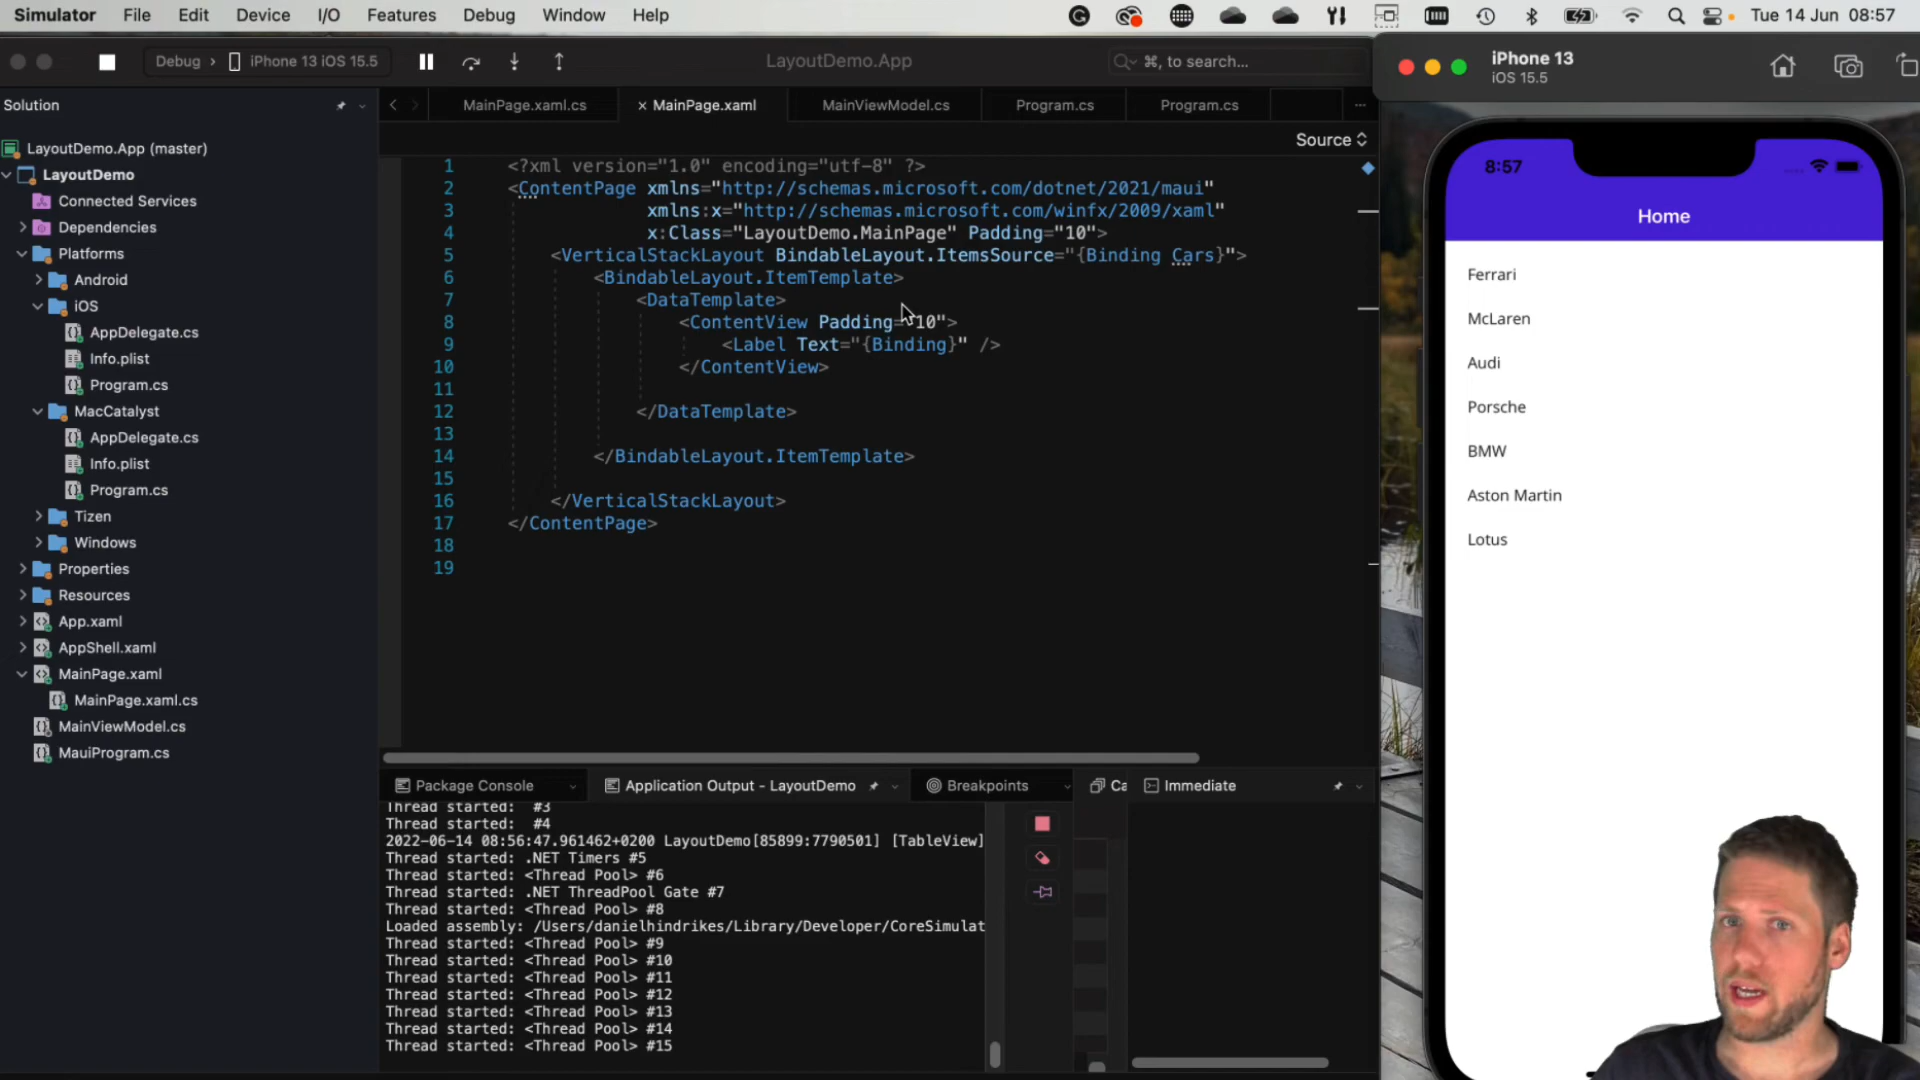 Simulator File Edit Device I/O Features Debug Window Help Tue 14 Jun 08:57
Debug › iPhone 13 iOS 15.5 LayoutDemo.App ⌘, to search...
iPhone 13
iOS 15.5
Solution
MainPage.xaml.cs × MainPage.xaml MainViewModel.cs Program.cs Program.cs ...
Source
LayoutDemo.App (master)
LayoutDemo
Connected Services
Dependencies
Platforms
Android
iOS
AppDelegate.cs
Info.plist
Program.cs
MacCatalyst
AppDelegate.cs
Info.plist
Program.cs
Tizen
Windows
Properties
Resources
App.xaml
AppShell.xaml
MainPage.xaml
MainPage.xaml.cs
MainViewModel.cs
MauiProgram.cs
1 <?xml version="1.0" encoding="utf-8" ?>
2 <ContentPage xmlns="http://schemas.microsoft.com/dotnet/2021/maui"
3 xmlns:x="http://schemas.microsoft.com/winfx/2009/xaml"
4 x:Class="LayoutDemo.MainPage" Padding="10">
5 <VerticalStackLayout BindableLayout.ItemsSource="{Binding Cars}">
6 <BindableLayout.ItemTemplate>
7 <DataTemplate>
8 <ContentView Padding="10">
9 <Label Text="{Binding}" />
10 </ContentView>
11
12 </DataTemplate>
13
14 </BindableLayout.ItemTemplate>
15
16 </VerticalStackLayout>
17 </ContentPage>
18
19
Package Console Application Output - LayoutDemo Breakpoints Ca Immediate
Thread started: #3
Thread started: #4
2022-06-14 08:56:47.961462+0200 LayoutDemo[85899:7790501] [TableView]
Thread started: .NET Timers #5
Thread started: <Thread Pool> #6
Thread started: .NET ThreadPool Gate #7
Thread started: <Thread Pool> #8
Loaded assembly: /Users/danielhindrikes/Library/Developer/CoreSimulat
Thread started: <Thread Pool> #9
Thread started: <Thread Pool> #10
Thread started: <Thread Pool> #11
Thread started: <Thread Pool> #12
Thread started: <Thread Pool> #13
Thread started: <Thread Pool> #14
Thread started: <Thread Pool> #15
8:57
Home
Ferrari
McLaren
Audi
Porsche
BMW
Aston Martin
Lotus